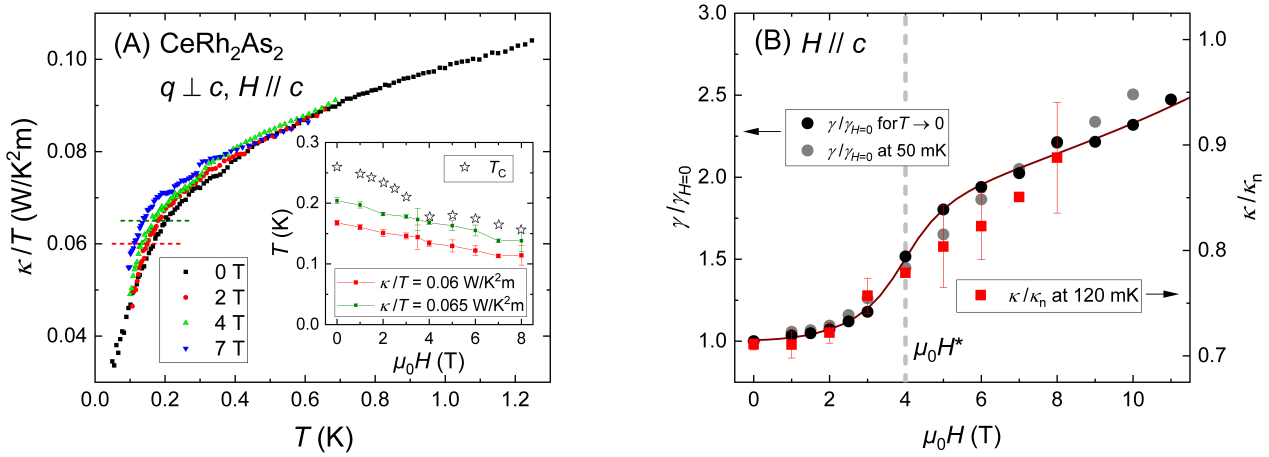 (A) CeRh₂As₂
q ⊥ c, H // c
κ/T (W/K²m)
0.10
0.08
0.06
0.04
0 T
2 T
4 T
7 T
0.0 0.2 0.4 0.6 0.8 1.0 1.2
T (K)
0.3
0.2
0.1
0.0
T (K)
T_C
κ/T = 0.06 W/K²m
κ/T = 0.065 W/K²m
0 2 4 6 8
μ₀H (T)
(B) H // c
γ/γ_H=0
3.0
2.5
2.0
1.5
1.0
γ/γ_H=0 for T → 0
γ/γ_H=0 at 50 mK
κ/κₙ at 120 mK
μ₀H*
0 2 4 6 8 10
μ₀H (T)
1.0
0.9
0.8
0.7
κ/κₙ